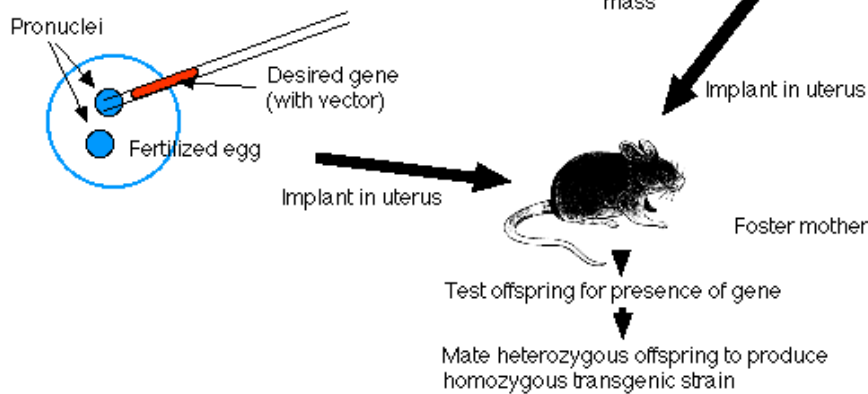 mass
Pronuclei
Desired gene
(with vector)
Implant in uterus
Fertilized egg
Implant in uterus
Foster mother
Test offspring for presence of gene
Mate heterozygous offspring to produce
homozygous transgenic strain